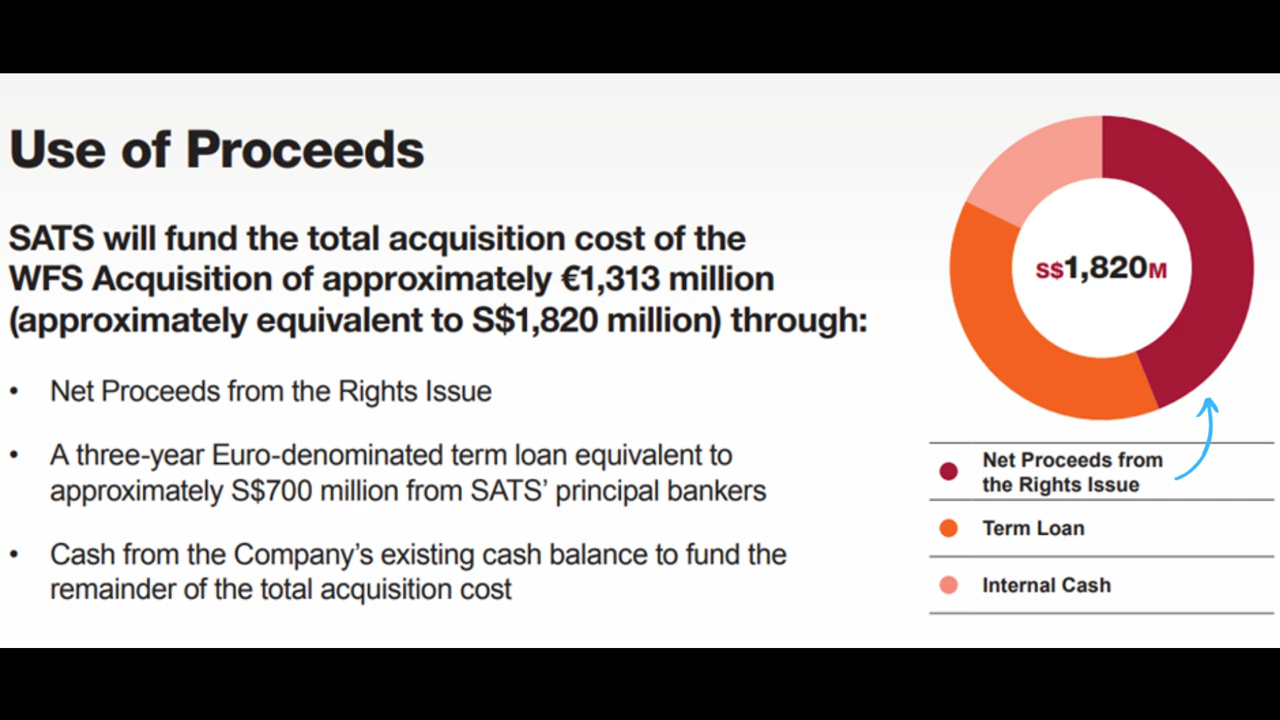 Use of Proceeds
SATS will fund the total acquisition cost of the
WFS Acquisition of approximately €1,313 million
(approximately equivalent to S$1,820 million) through:
• Net Proceeds from the Rights Issue
• A three-year Euro-denominated term loan equivalent to
approximately S$700 million from SATS’ principal bankers
• Cash from the Company’s existing cash balance to fund the
remainder of the total acquisition cost
S$1,820M
Net Proceeds from
the Rights Issue
Term Loan
Internal Cash